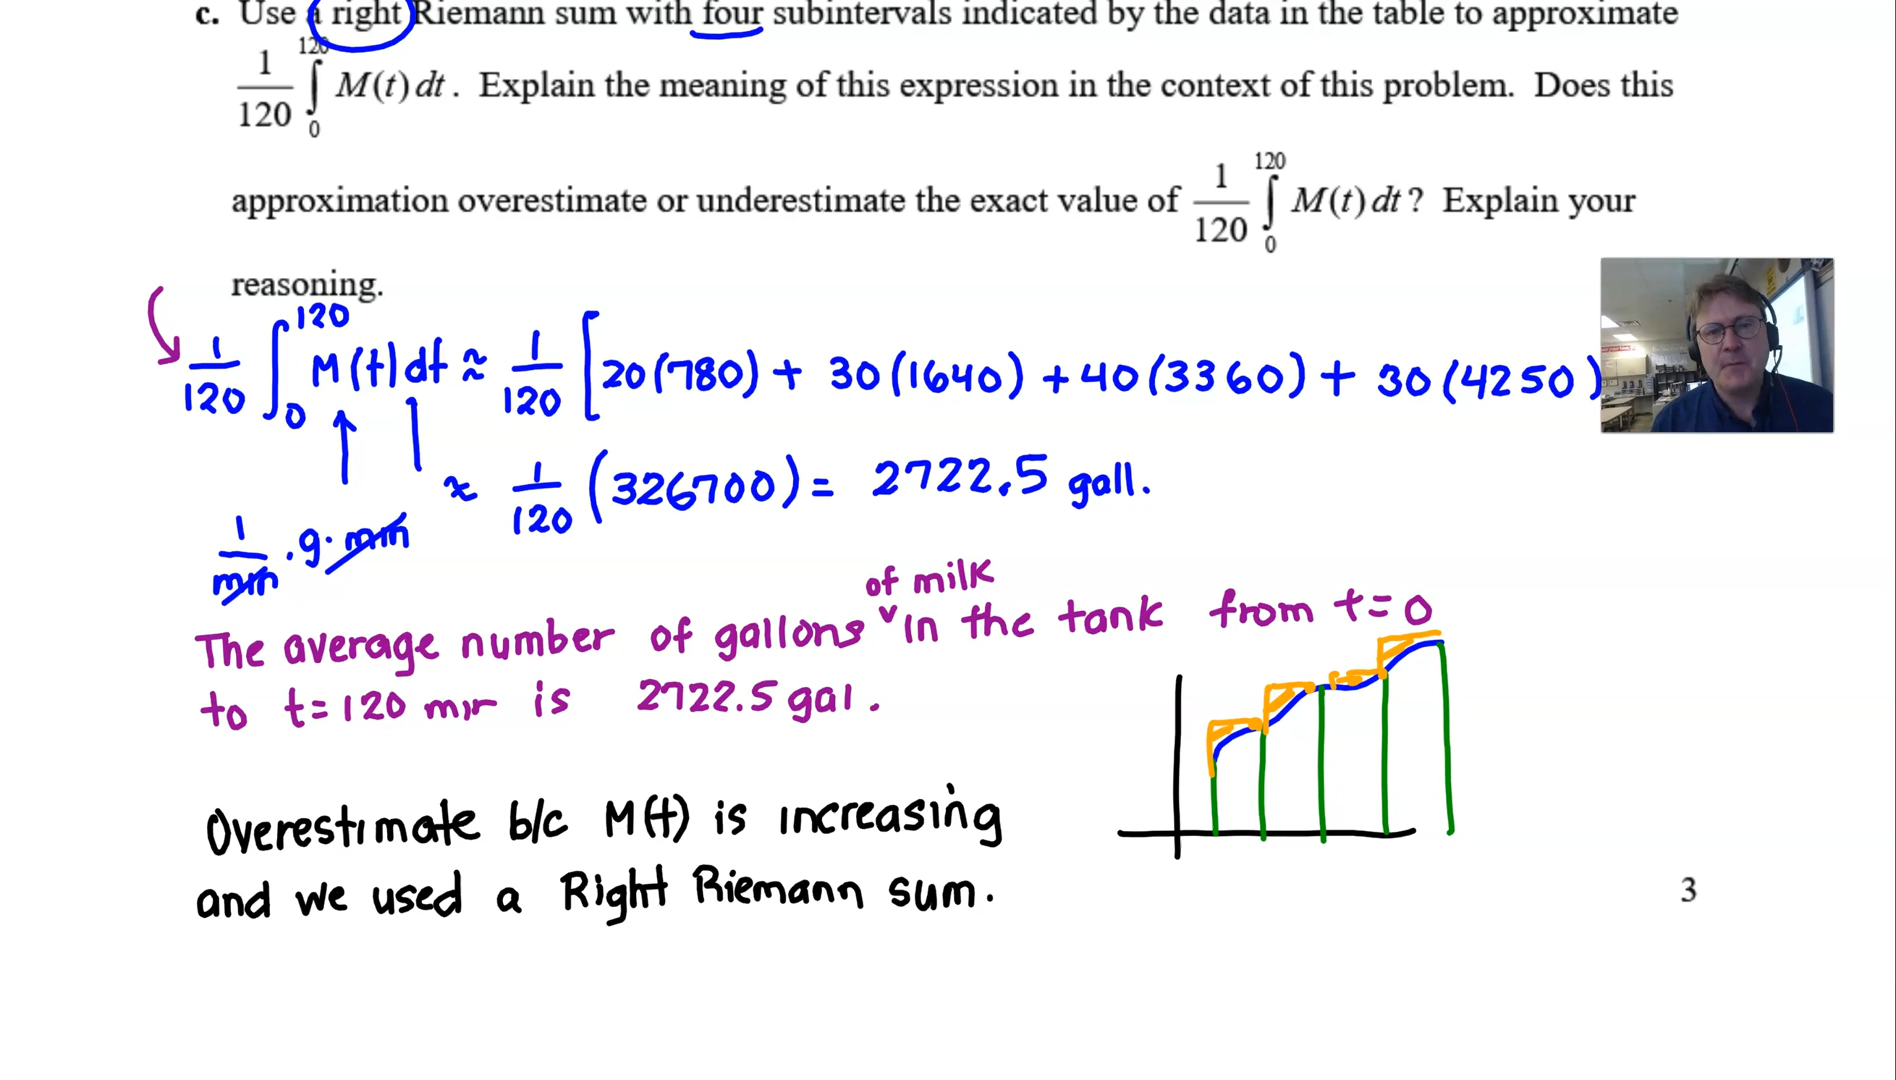 c. Use a right Riemann sum with four subintervals indicated by the data in the table to approximate
1/120 ∫₀¹²⁰ M(t) dt. Explain the meaning of this expression in the context of this problem. Does this
approximation overestimate or underestimate the exact value of 1/120 ∫₀¹²⁰ M(t) dt? Explain your
reasoning.
1/120 ∫₀¹²⁰ M(t) dt ≈ 1/120 [20(780) + 30(1640) + 40(3360) + 30(4250)
≈ 1/120 (326700) = 2722.5 gall.
1/min · g · min
of milk
The average number of gallons ᵛ in the tank from t=0
to t=120 min is 2722.5 gal.
Overestimate b/c M(t) is increasing
and we used a Right Riemann sum.
3